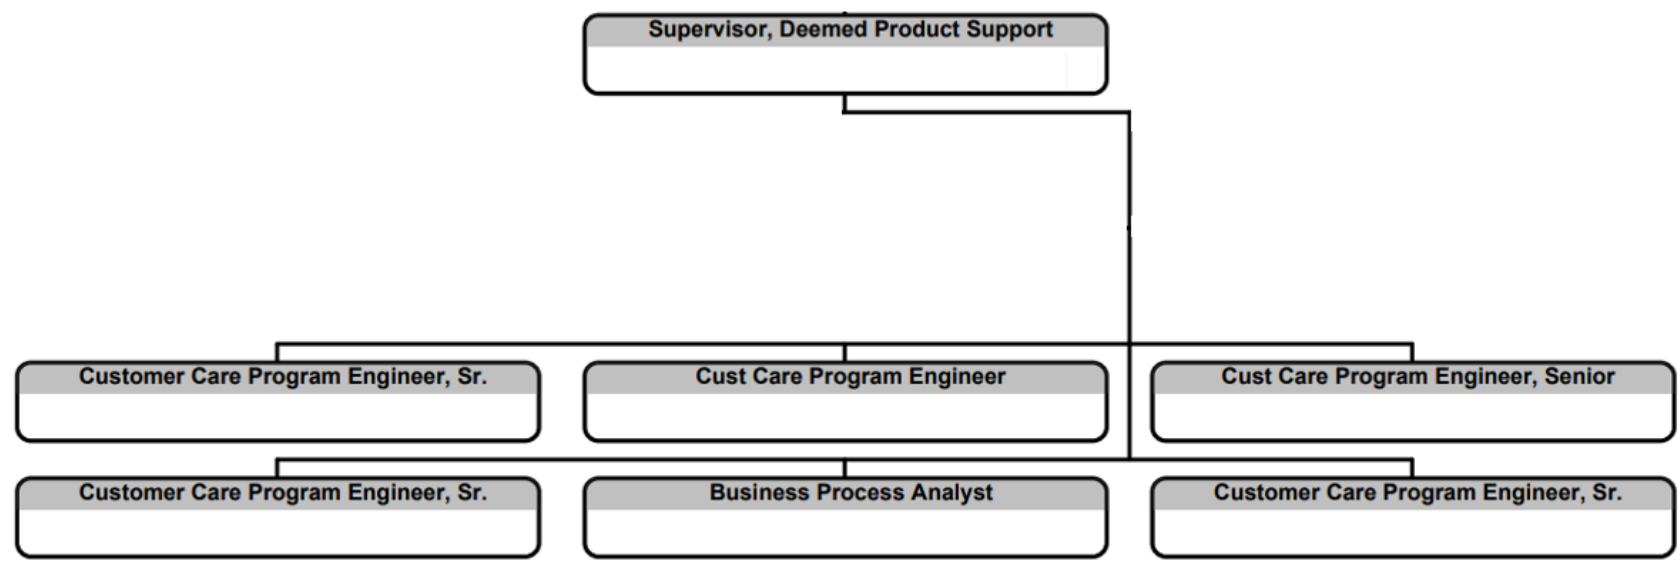 Supervisor, Deemed Product Support
Customer Care Program Engineer, Sr.
Cust Care Program Engineer
Cust Care Program Engineer, Senior
Customer Care Program Engineer, Sr.
Business Process Analyst
Customer Care Program Engineer, Sr.